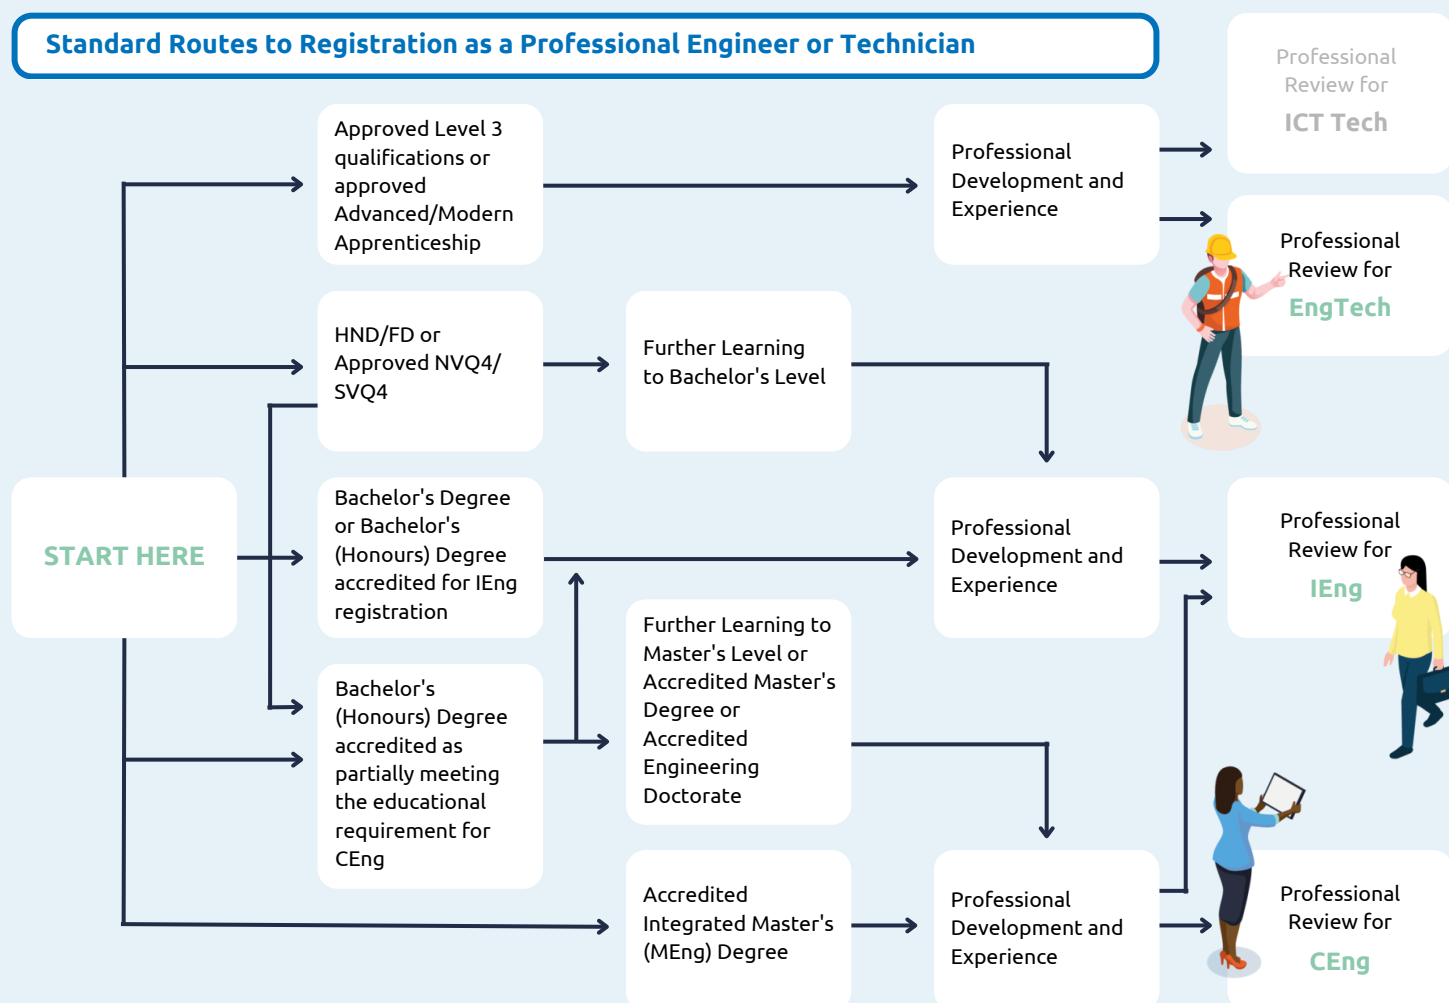 Standard Routes to Registration as a Professional Engineer or Technician
Professional
Review for
ICT Tech
Approved Level 3
qualifications or
approved
Advanced/Modern
Apprenticeship
Professional
Development and
Experience
Professional
Review for
EngTech
HND/FD or
Approved NVQ4/
SVQ4
Further Learning
to Bachelor's Level
START HERE
Bachelor's Degree
or Bachelor's
(Honours) Degree
accredited for IEng
registration
Professional
Development and
Experience
Professional
Review for
IEng
Bachelor's
(Honours) Degree
accredited as
partially meeting
the educational
requirement for
CEng
Further Learning to
Master's Level or
Accredited Master's
Degree or
Accredited
Engineering
Doctorate
Accredited
Integrated Master's
(MEng) Degree
Professional
Development and
Experience
Professional
Review for
CEng